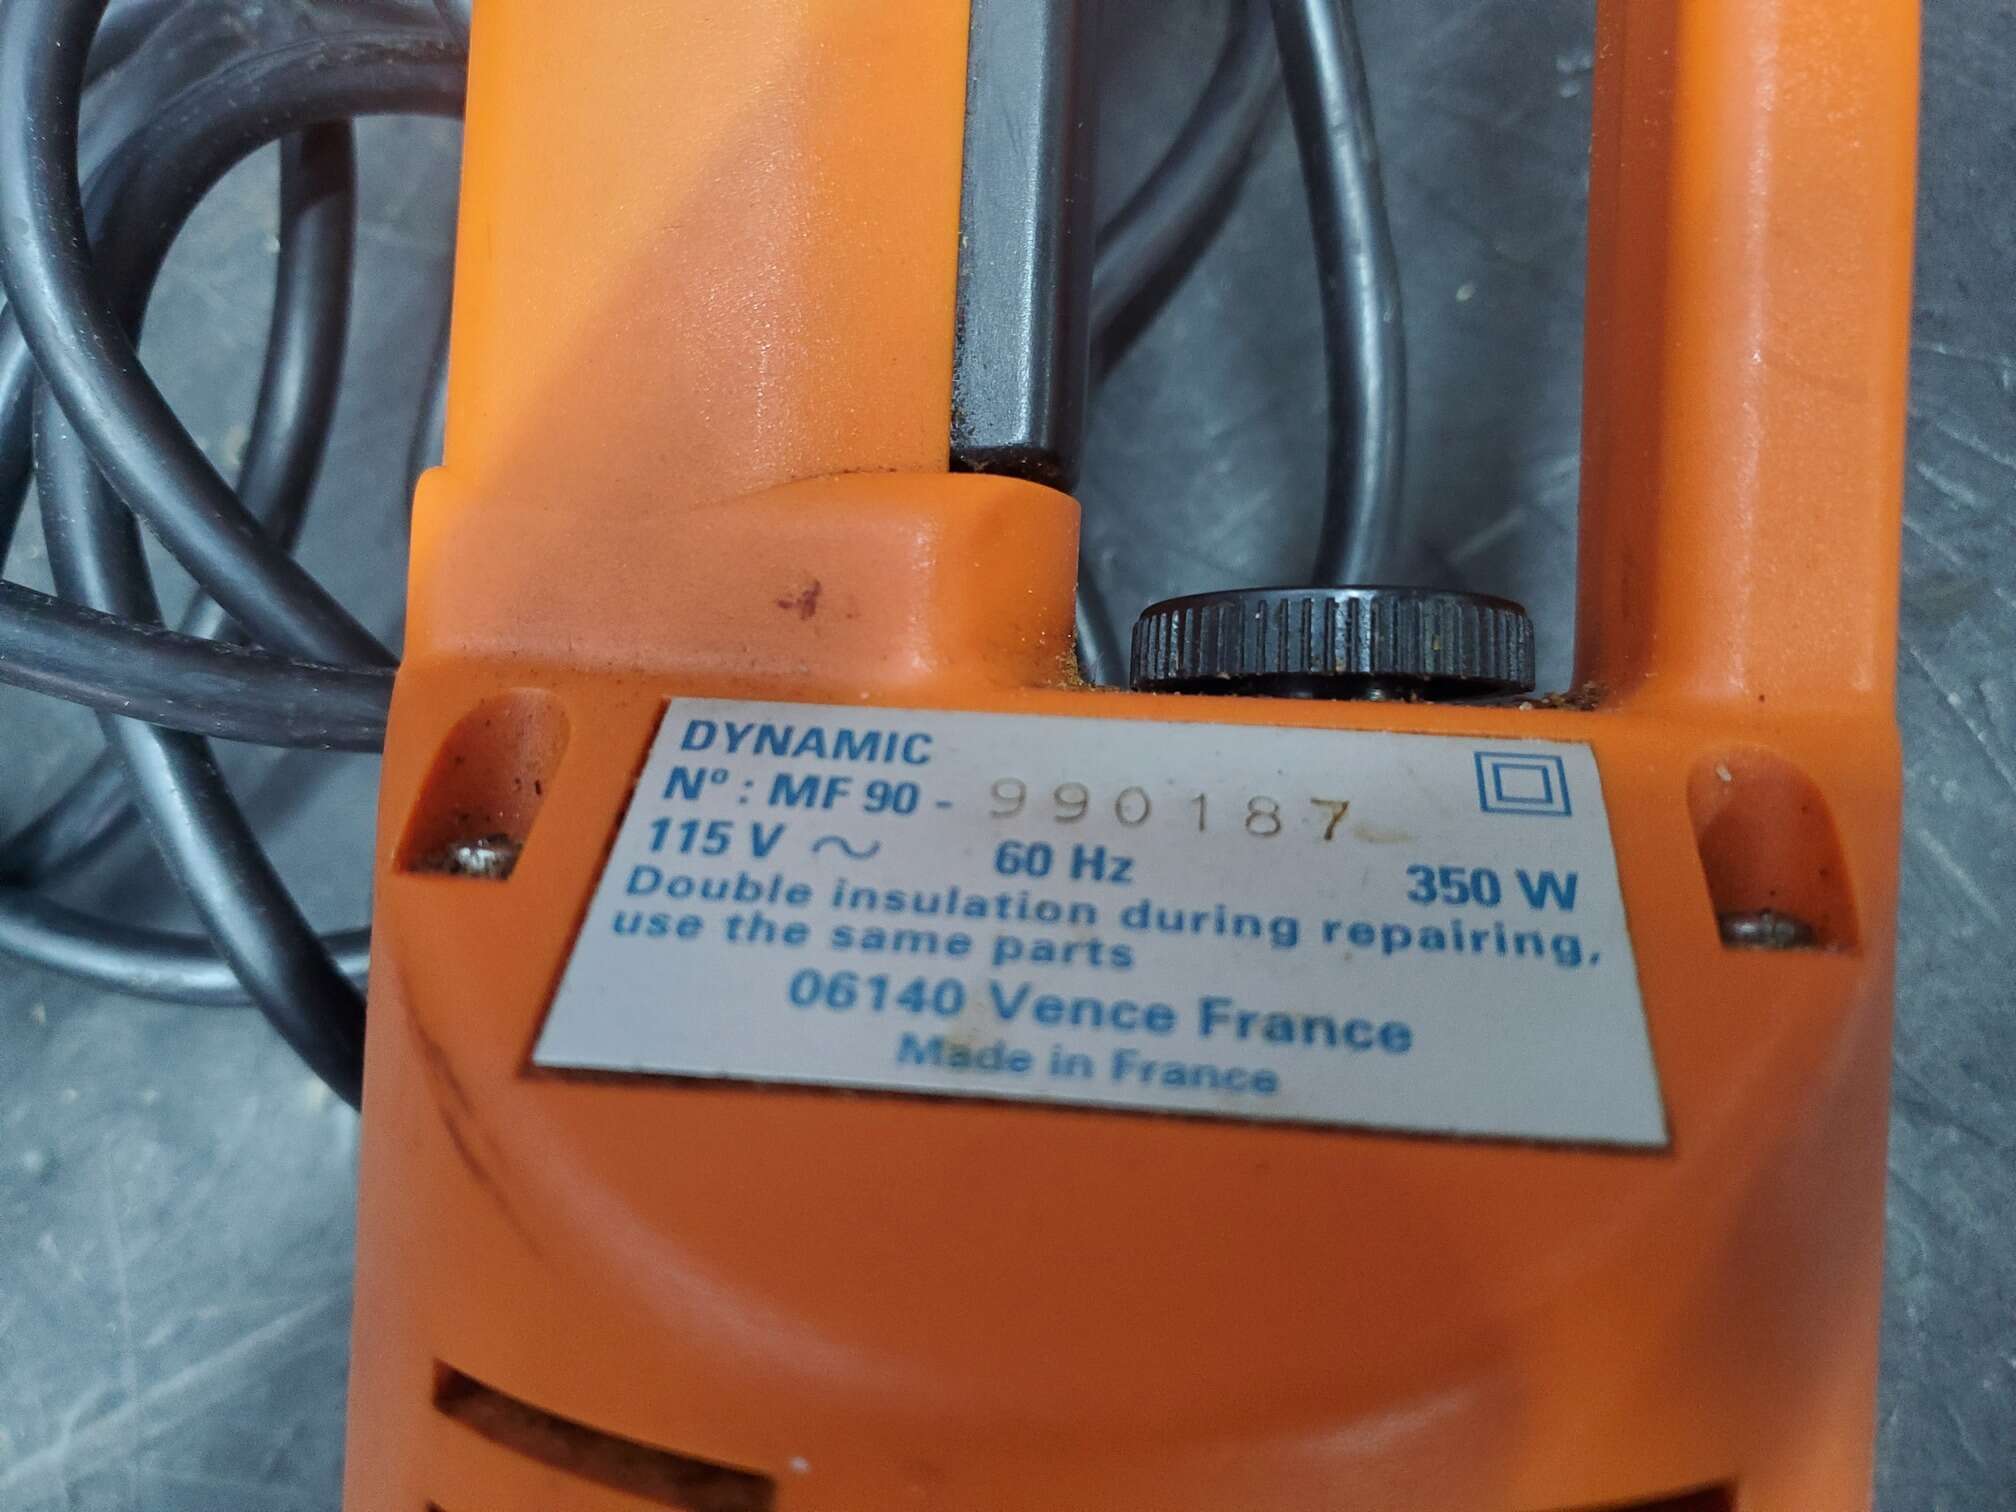 DYNAMIC
Nº : MF 90 - 990187
115 V ~ 60 Hz 350 W
Double insulation during repairing,
use the same parts
06140 Vence France
Made in France